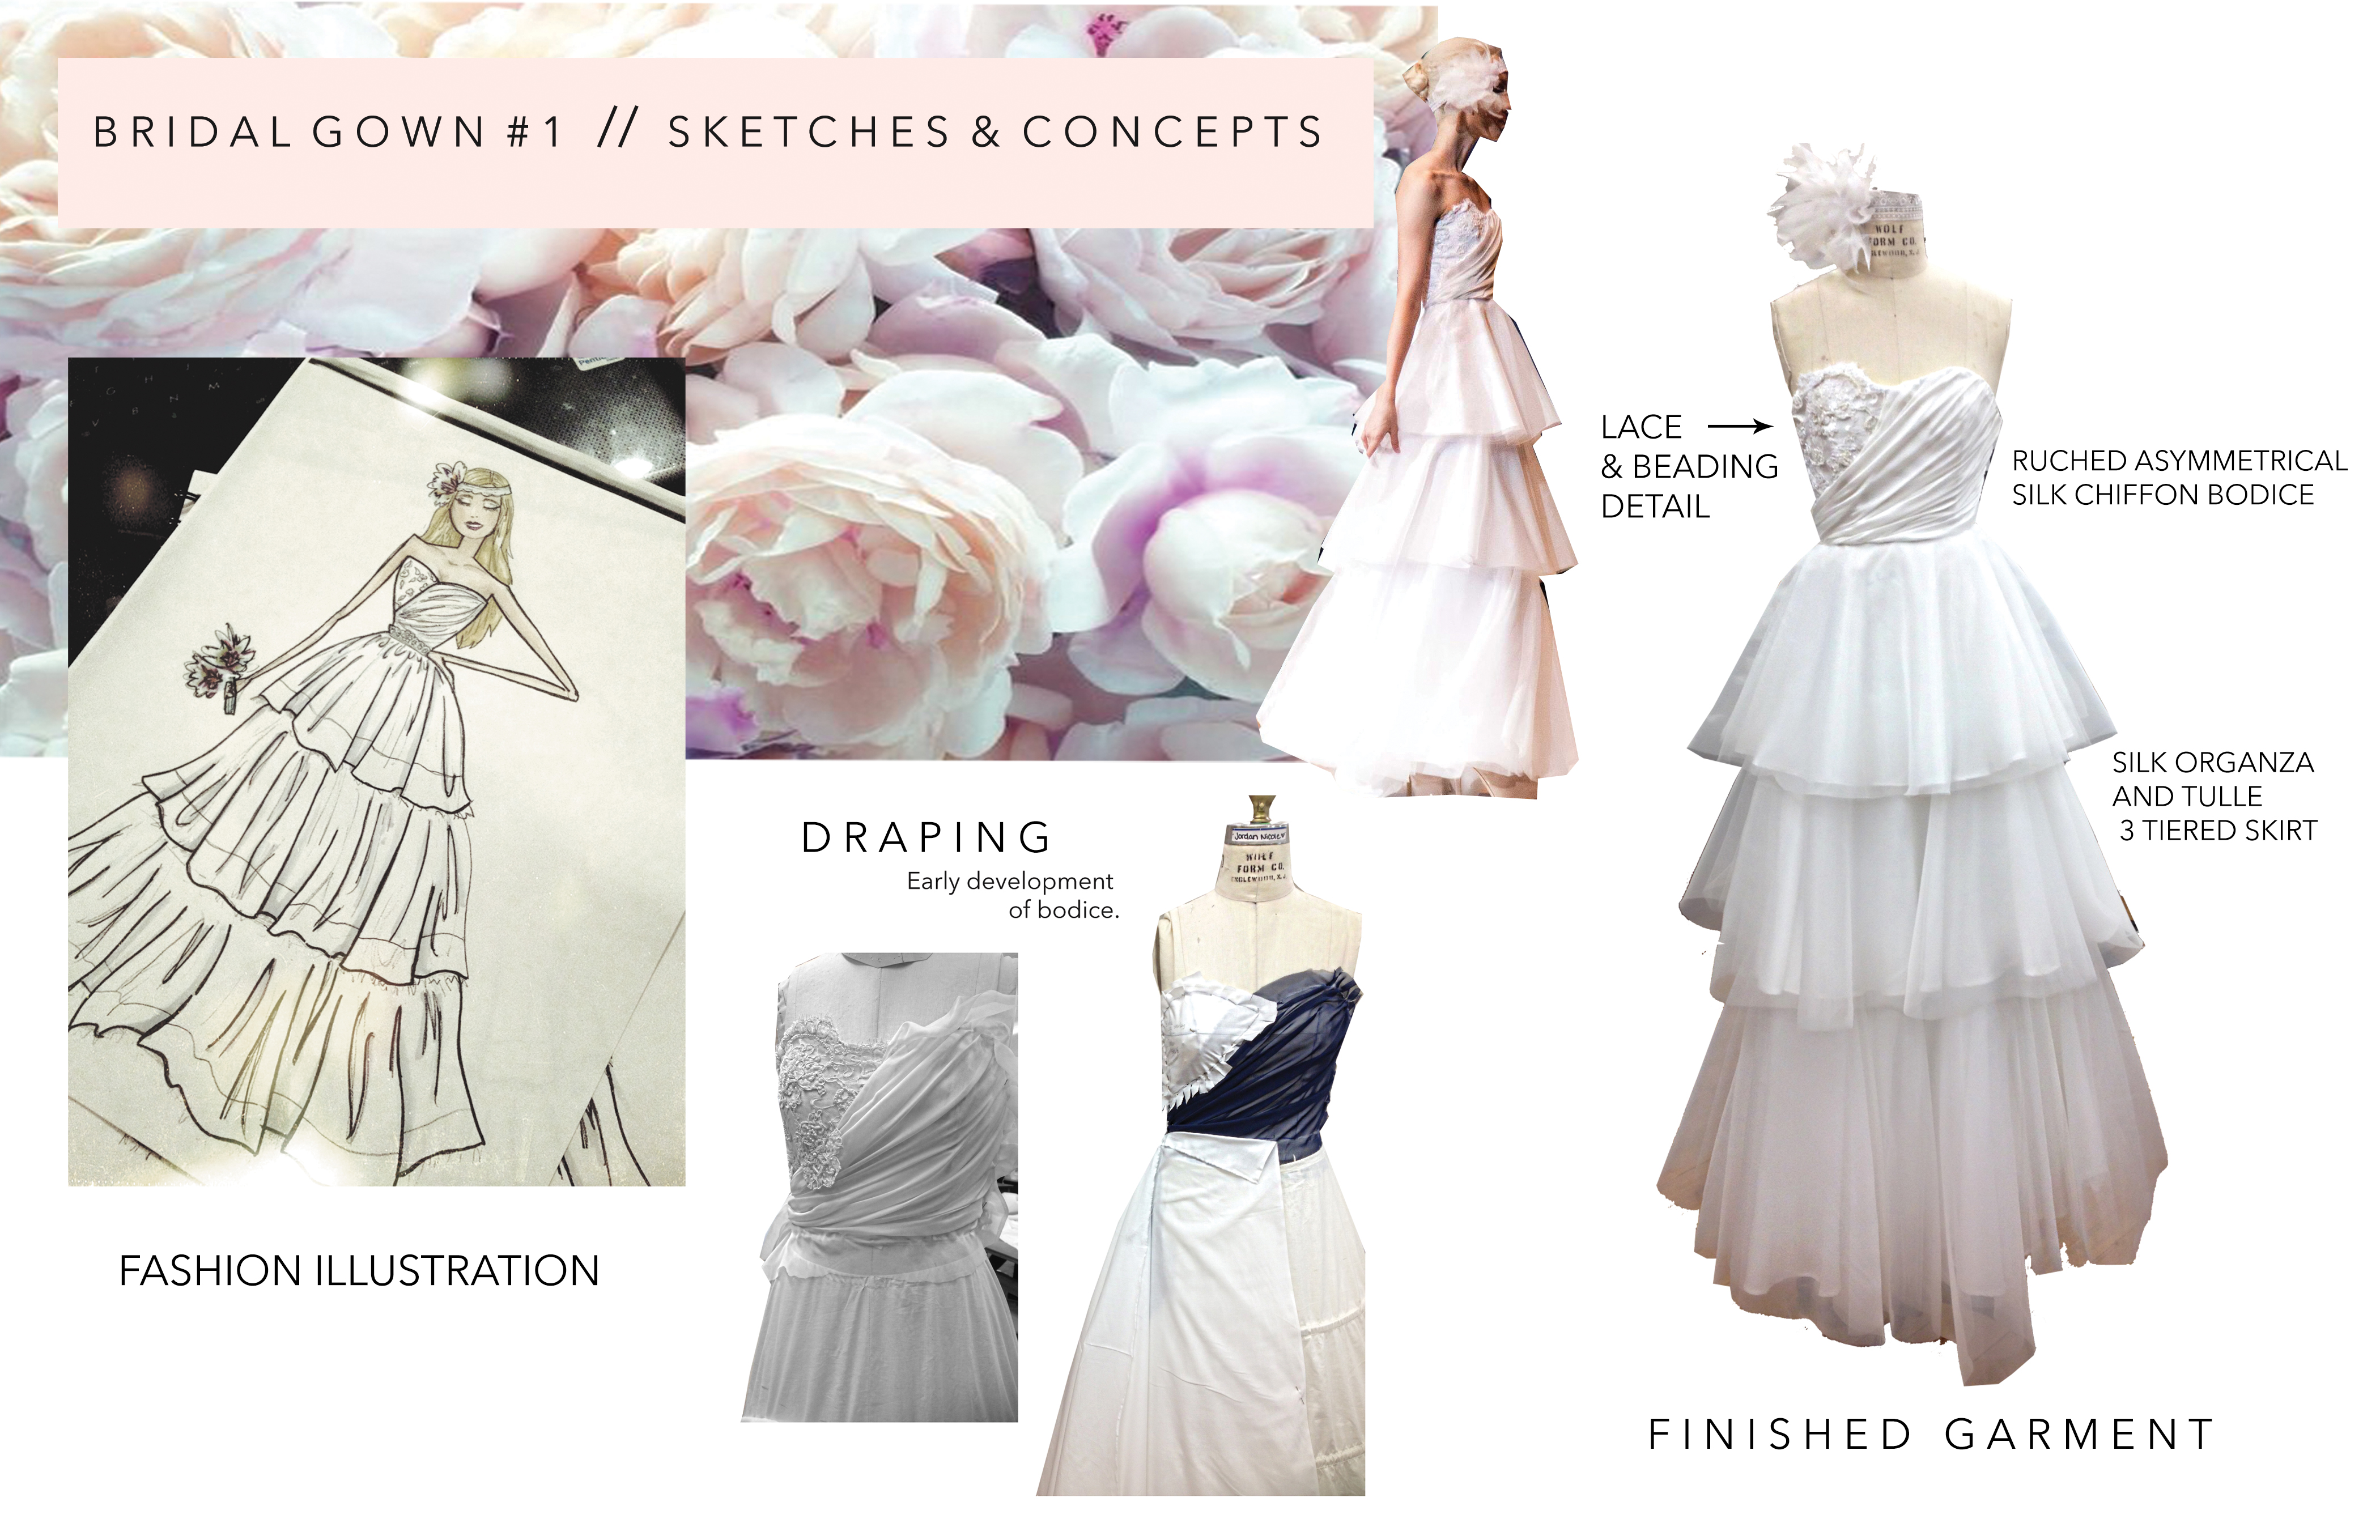 BRIDAL GOWN #1 // SKETCHES & CONCEPTS
LACE
& BEADING
DETAIL
RUCHED ASYMMETRICAL
SILK CHIFFON BODICE
SILK ORGANZA
AND TULLE
3 TIERED SKIRT
DRAPING
Early development
of bodice.
Jordan Nicole
WOLF
FORM CO.
ENGLEWOOD, N.J.
WOLF
FORM CO.
FASHION ILLUSTRATION
FINISHED GARMENT